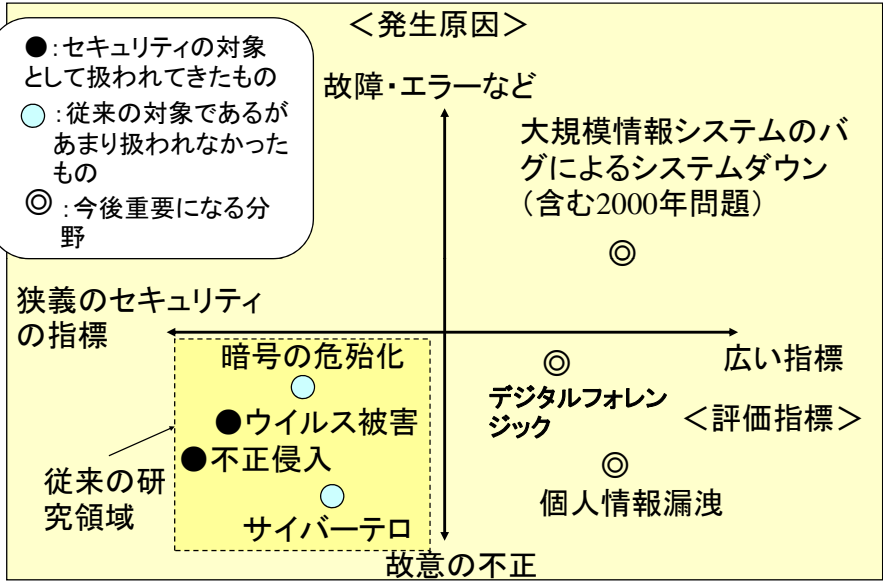 ●:セキュリティの対象
として扱われてきたもの
○:従来の対象であるが
あまり扱われなかった
もの
◎:今後重要になる分
野
<発生原因>
故障・エラーなど
大規模情報システムのバ
グによるシステムダウン
(含む2000年問題)
◎
狭義のセキュリティ
の指標
広い指標
<評価指標>
暗号の危殆化
○
●ウイルス被害
●不正侵入
○
サイバーテロ
従来の研
究領域
◎
デジタルフォレン
ジック
◎
個人情報漏洩
故意の不正